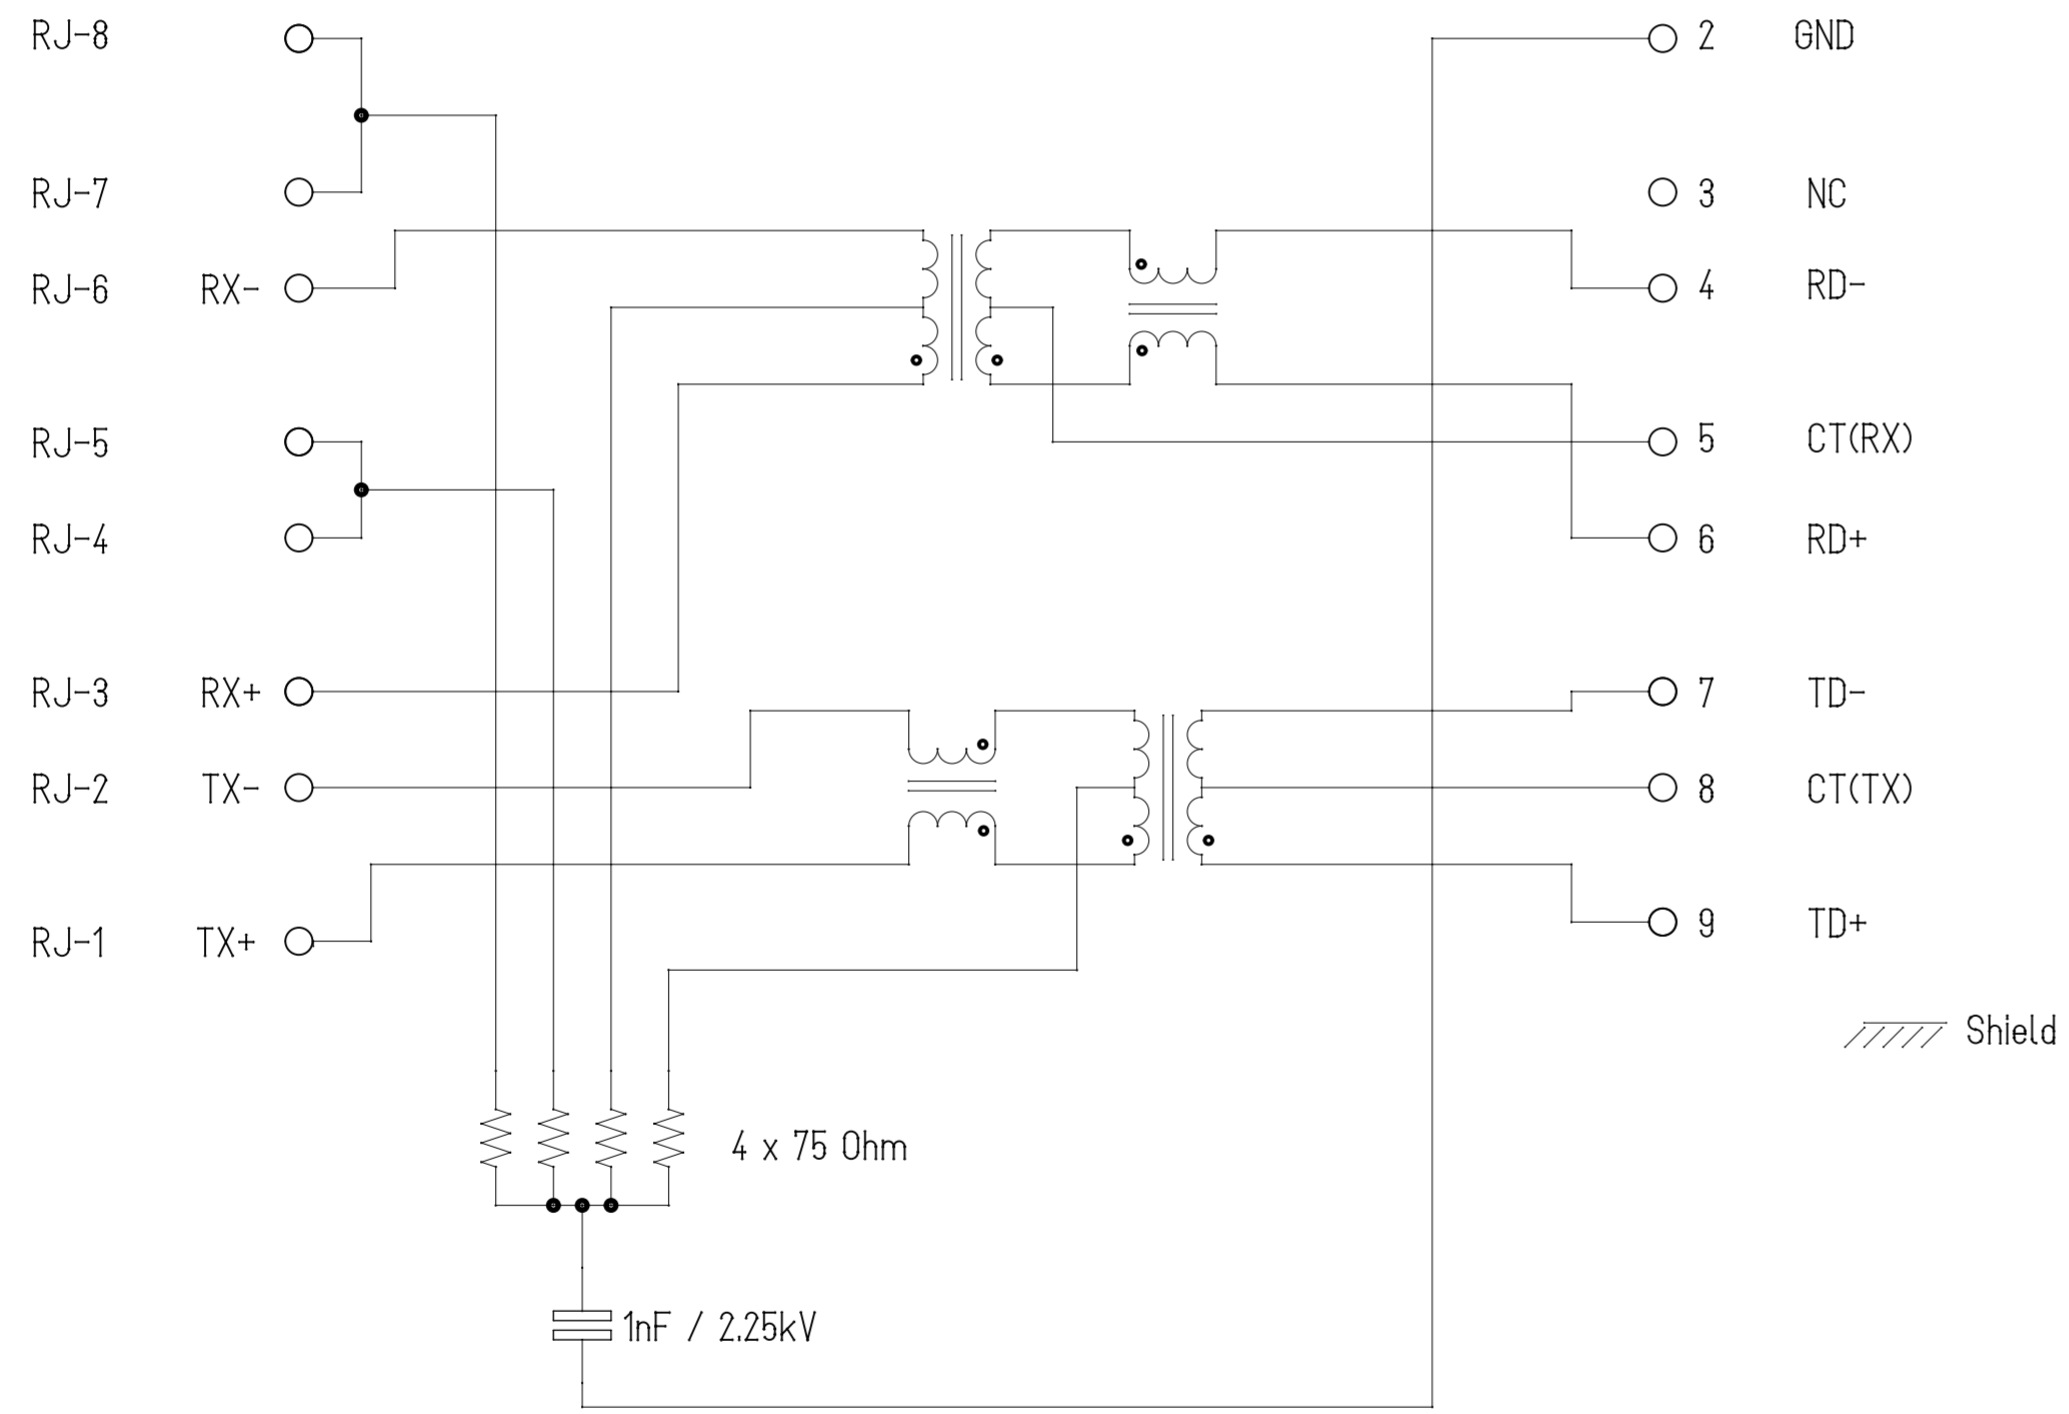 RJ-8 2 GND
RJ-7 3 NC
RJ-6 RX- 4 RD-
RJ-5 5 CT(RX)
RJ-4 6 RD+
RJ-3 RX+ 7 TD-
RJ-2 TX- 8 CT(TX)
RJ-1 TX+ 9 TD+
Shield
4 x 75 Ohm
1nF / 2.25kV